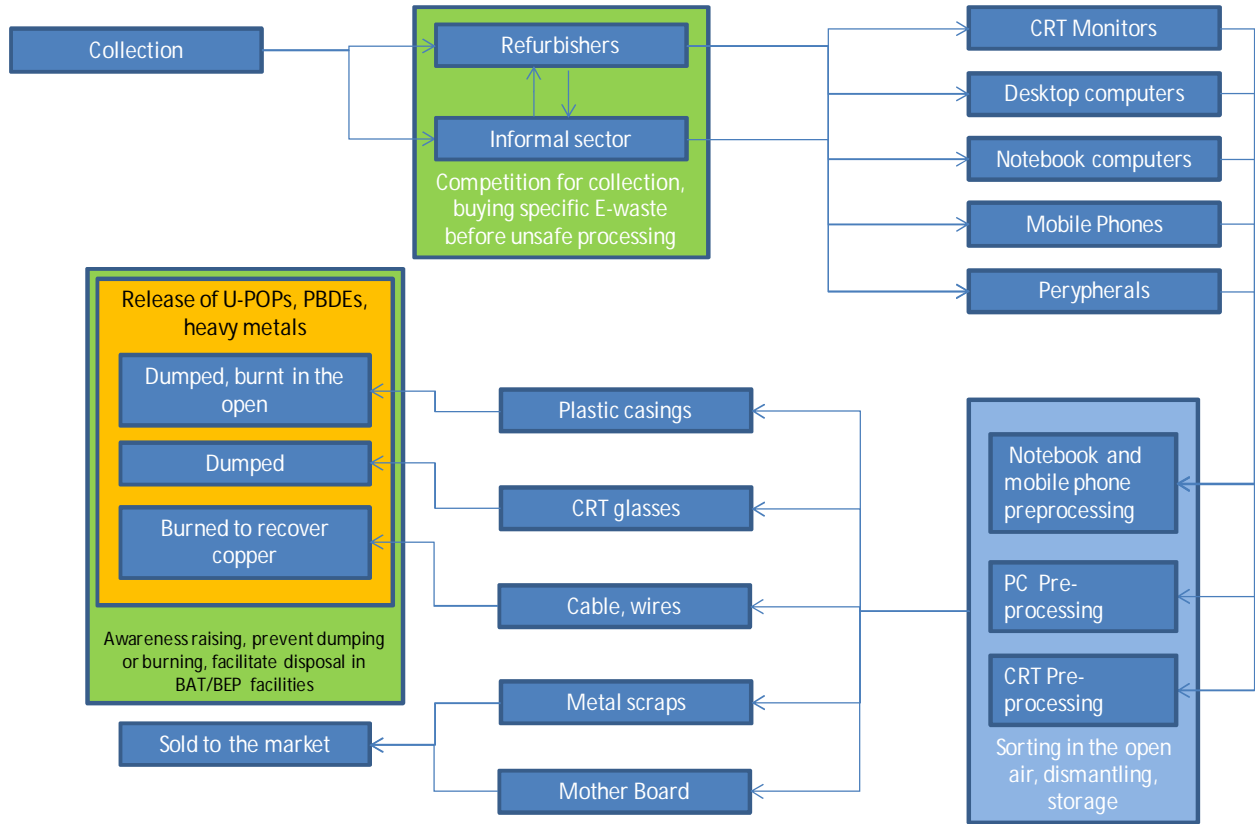 Collection
Refurbishers
Informal sector
Competition for collection,
buying specific E-waste
before unsafe processing
CRT Monitors
Desktop computers
Notebook computers
Mobile Phones
Perypherals
Release of U-POPs, PBDEs,
heavy metals
Dumped, burnt in the
open
Dumped
Burned to recover
copper
Awareness raising, prevent dumping
or burning, facilitate disposal in
BAT/BEP facilities
Sold to the market
Plastic casings
CRT glasses
Cable, wires
Metal scraps
Mother Board
Notebook and
mobile phone
preprocessing
PC Pre-
processing
CRT Pre-
processing
Sorting in the open
air, dismantling,
storage